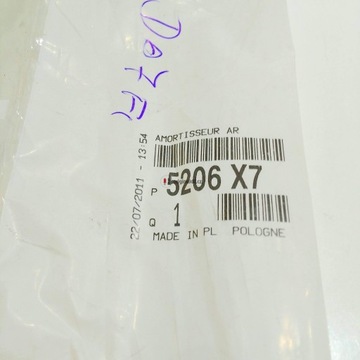 AMORTISSEUR AR
P 5206 X7
Q 1
MADE IN PL POLOGNE
22/07/2011 - 13:54